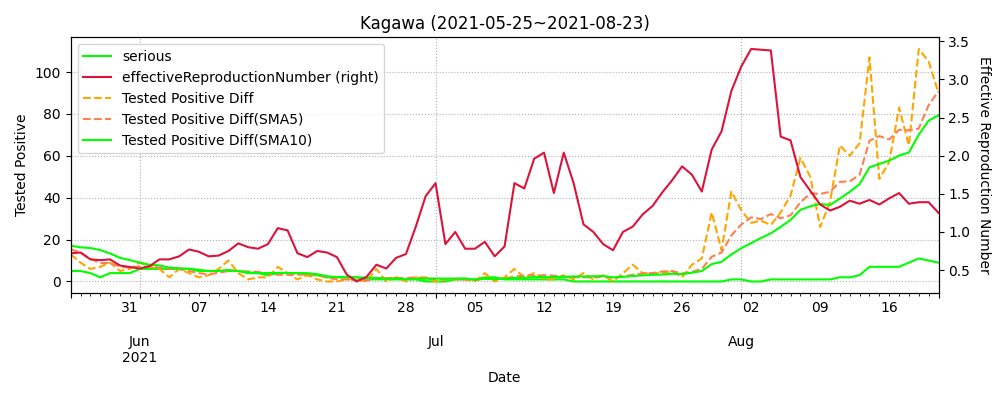 Kagawa (2021-05-25~2021-08-23)
serious
effectiveReproductionNumber (right)
Tested Positive Diff
Tested Positive Diff(SMA5)
Tested Positive Diff(SMA10)
Tested Positive
100
80
60
40
20
0
3.5
3.0
2.5
2.0
1.5
1.0
0.5
Effective Reproduction Number
31 07 14 21 28 05 12 19 26 02 09 16
Jun Jul Aug
2021
Date